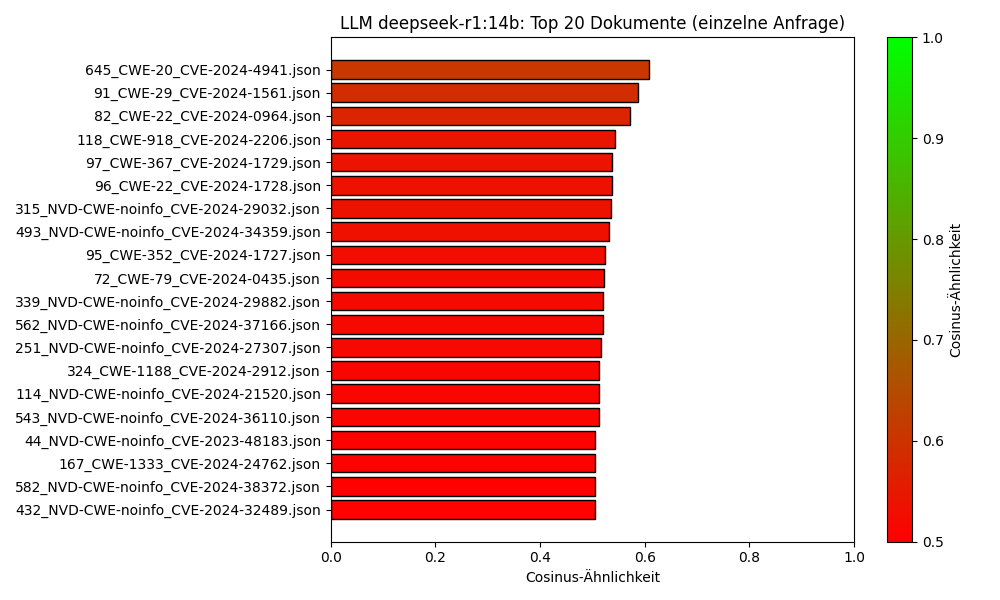 LLM deepseek-r1:14b: Top 20 Dokumente (einzelne Anfrage)
645_CWE-20_CVE-2024-4941.json
91_CWE-29_CVE-2024-1561.json
82_CWE-22_CVE-2024-0964.json
118_CWE-918_CVE-2024-2206.json
97_CWE-367_CVE-2024-1729.json
96_CWE-22_CVE-2024-1728.json
315_NVD-CWE-noinfo_CVE-2024-29032.json
493_NVD-CWE-noinfo_CVE-2024-34359.json
95_CWE-352_CVE-2024-1727.json
72_CWE-79_CVE-2024-0435.json
339_NVD-CWE-noinfo_CVE-2024-29882.json
562_NVD-CWE-noinfo_CVE-2024-37166.json
251_NVD-CWE-noinfo_CVE-2024-27307.json
324_CWE-1188_CVE-2024-2912.json
114_NVD-CWE-noinfo_CVE-2024-21520.json
543_NVD-CWE-noinfo_CVE-2024-36110.json
44_NVD-CWE-noinfo_CVE-2023-48183.json
167_CWE-1333_CVE-2024-24762.json
582_NVD-CWE-noinfo_CVE-2024-38372.json
432_NVD-CWE-noinfo_CVE-2024-32489.json
0.0 0.2 0.4 0.6 0.8 1.0
Cosinus-Ähnlichkeit
1.0
0.9
0.8
0.7
0.6
0.5
Cosinus-Ähnlichkeit